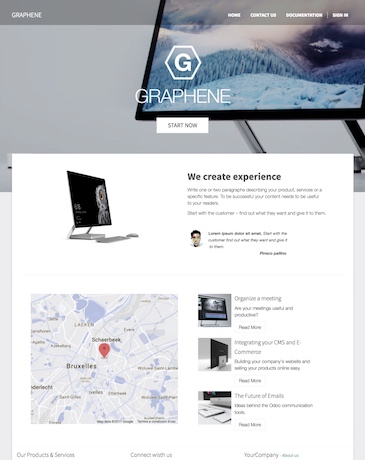 GRAPHENE
HOME CONTACT US DOCUMENTATION SIGN IN
G
GRAPHENE
START NOW
We create experience
Write one or two paragraphs describing your product, services or a
specific feature. To be successful your content needs to be useful
to your readers.
Start with the customer – find out what they want and give it to them.
Lorem ipsum dolor sit amet, Start with the
customer find out what they want and give it
to them.
LAEKEN
Schaerbeek
Bruxelles
Organize a meeting
Are your meetings useful and
productive?
Read More
Integrating your CMS and E-
Commerce
Building your company's website and
selling your products online easy
Read More
The Future of Emails
Ideas behind the Odoo communication
tools.
Read More
Our Products & Services
Connect with us
YourCompany - About us